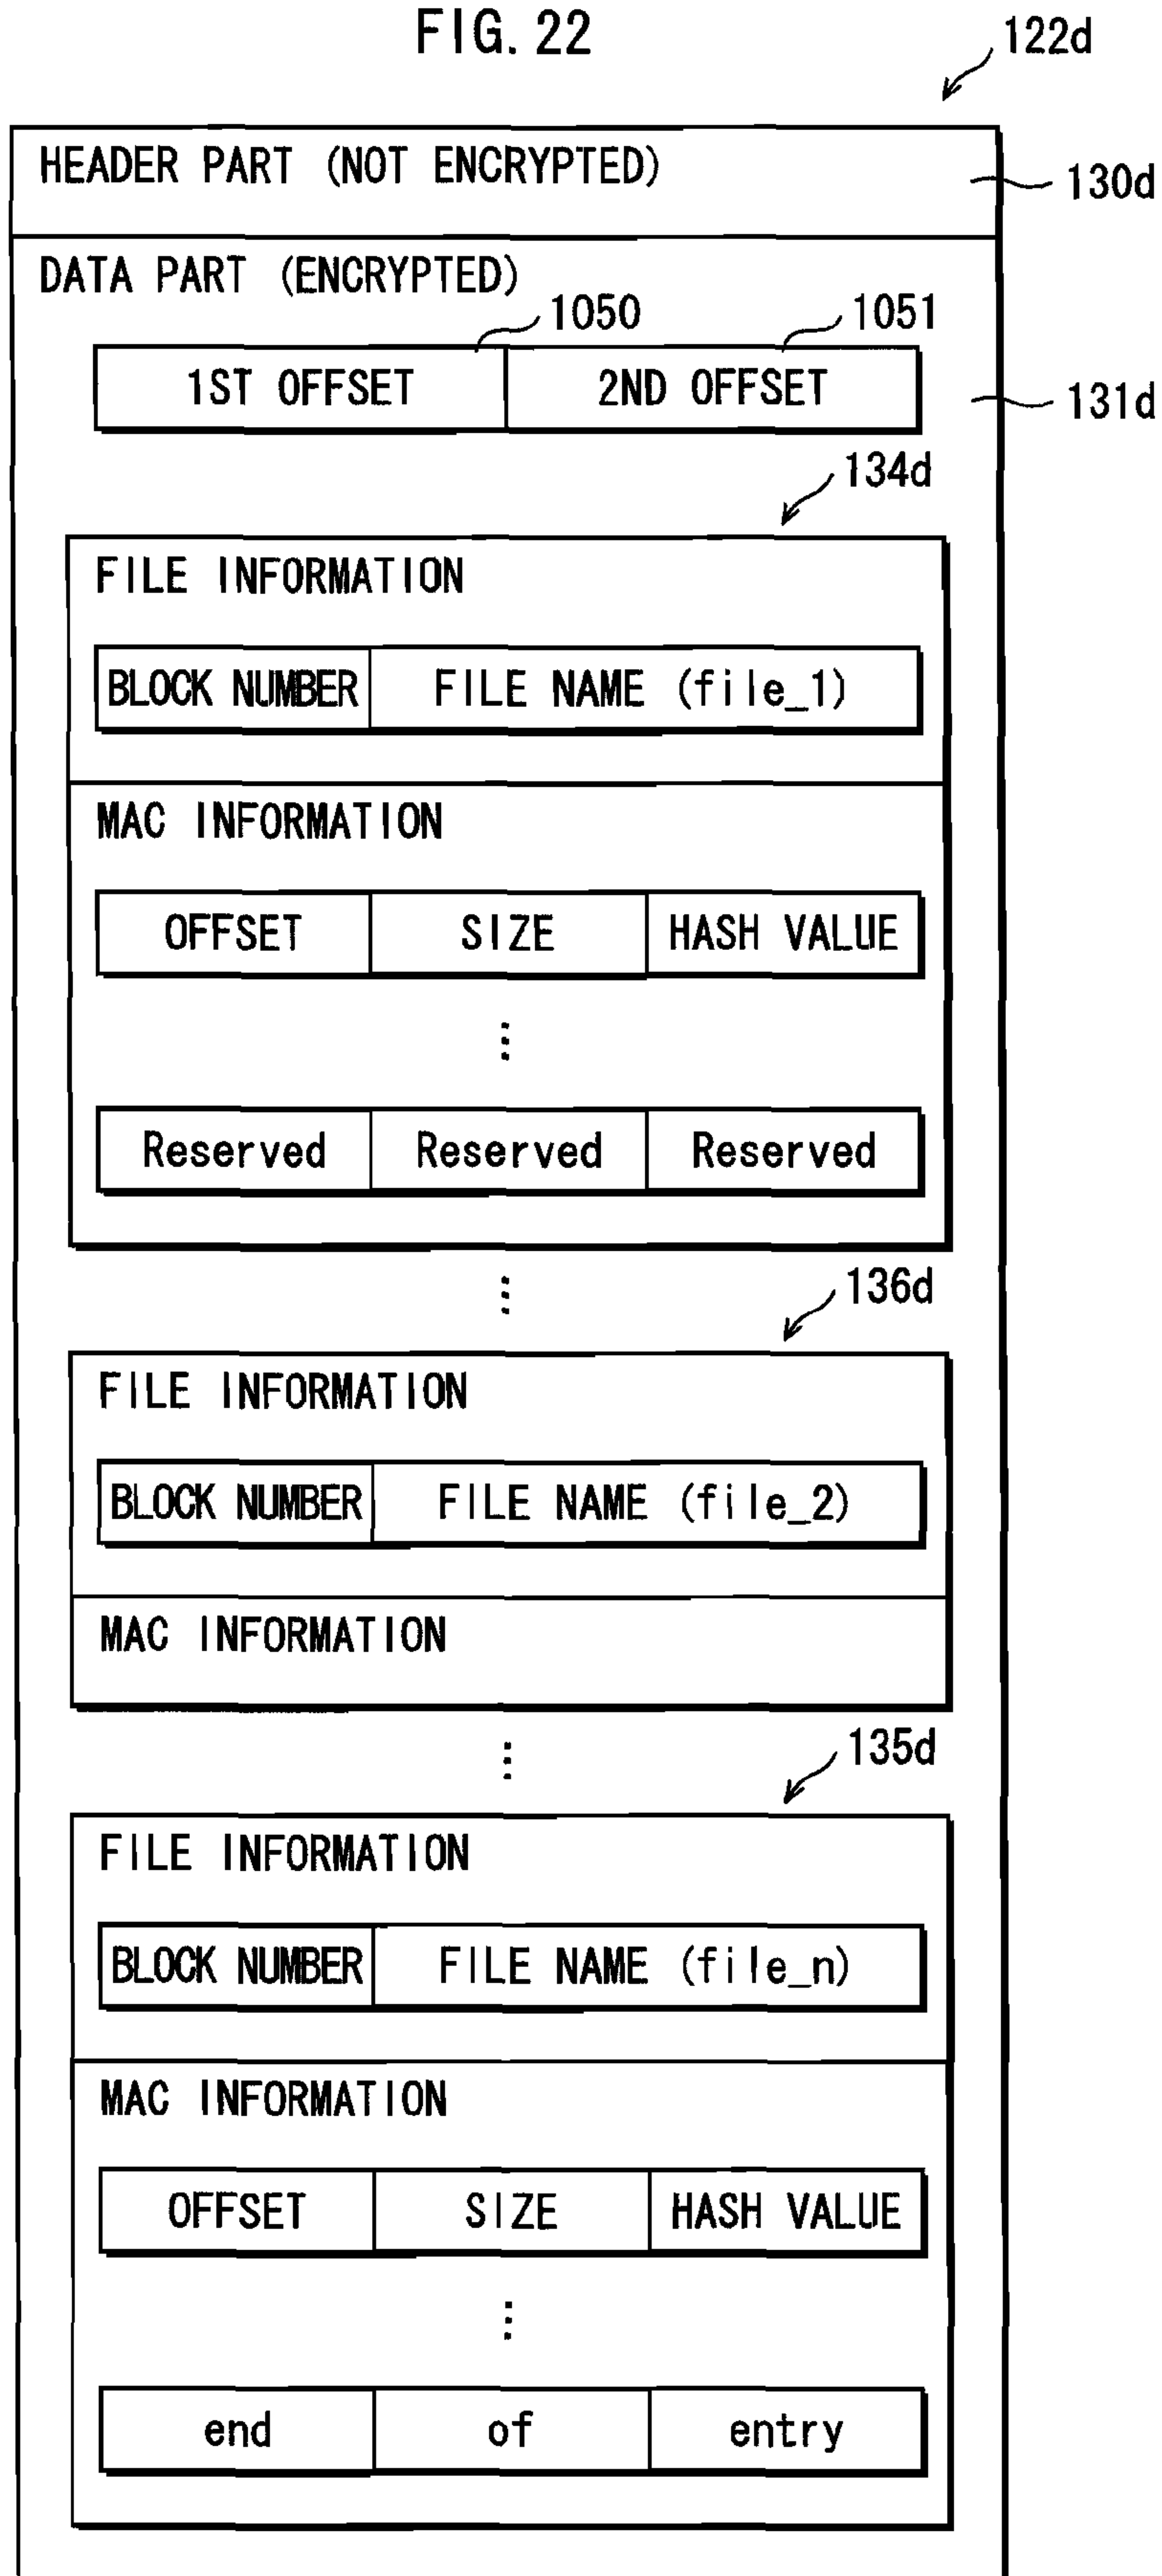 FIG. 22
122d
HEADER PART (NOT ENCRYPTED)
130d
DATA PART (ENCRYPTED)
1050
1051
1ST OFFSET
2ND OFFSET
131d
134d
FILE INFORMATION
BLOCK NUMBER
FILE NAME (file_1)
MAC INFORMATION
OFFSET
SIZE
HASH VALUE
⋮
Reserved
Reserved
Reserved
⋮
136d
FILE INFORMATION
BLOCK NUMBER
FILE NAME (file_2)
MAC INFORMATION
⋮
135d
FILE INFORMATION
BLOCK NUMBER
FILE NAME (file_n)
MAC INFORMATION
OFFSET
SIZE
HASH VALUE
⋮
end
of
entry